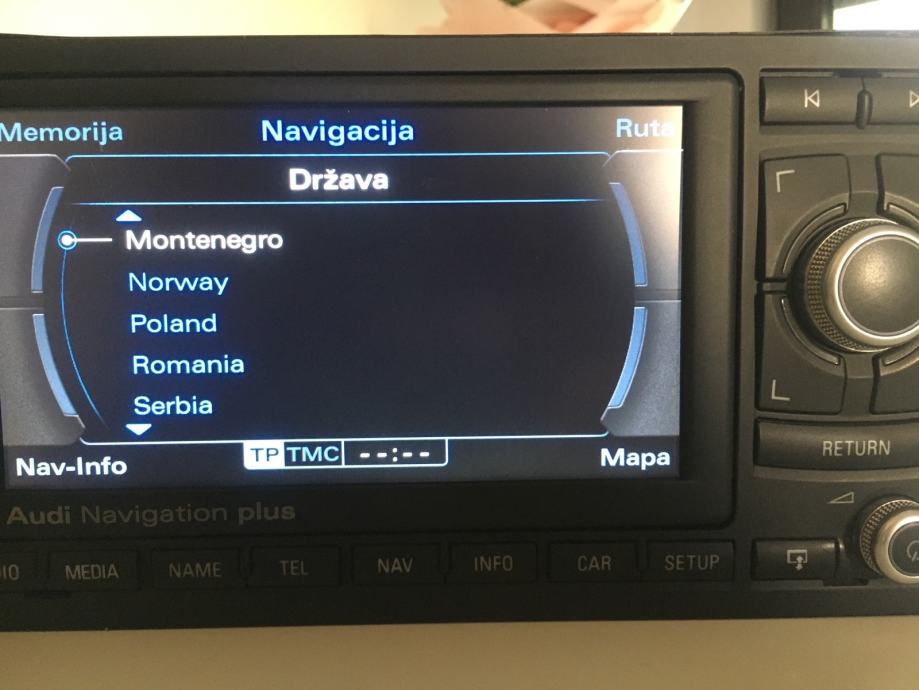 Memorija Navigacija Ruta
Država
Montenegro
Norway
Poland
Romania
Serbia
Nav-Info TP TMC --:-- Mapa
Audi Navigation plus
MEDIA NAME TEL NAV INFO CAR SETUP
RETURN